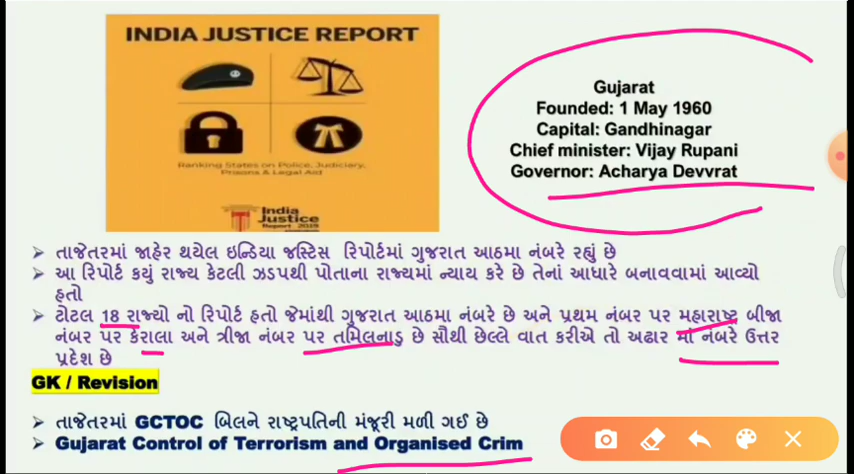 INDIA JUSTICE REPORT
Ranking States on Police, Judiciary,
Prisons & Legal Aid
India
Justice
Report 2019
Gujarat
Founded: 1 May 1960
Capital: Gandhinagar
Chief minister: Vijay Rupani
Governor: Acharya Devvrat
➢ તાજેતરમાં જાહેર થયેલ ઇન્ડિયા જસ્ટિસ રિપોર્ટમાં ગુજરાત આઠમા નંબરે રહ્યું છે
➢ આ રિપોર્ટ કયું રાજ્ય કેટલી ઝડપથી પોતાના રાજ્યમાં ન્યાય કરે છે તેનાં આધારે બનાવવામાં આવ્યો
હતો
➢ ટોટલ 18 રાજ્યો નો રિપોર્ટ હતો જેમાંથી ગુજરાત આઠમા નંબરે છે અને પ્રથમ નંબર પર મહારાષ્ટ્ર બીજા
નંબર પર કેરાલા અને ત્રીજા નંબર પર તમિલનાડુ છે સૌથી છેલ્લે વાત કરીએ તો અઢાર માં નંબરે ઉત્તર
પ્રદેશ છે
GK / Revision
➢ તાજેતરમાં GCTOC બિલને રાષ્ટ્રપતિની મંજૂરી મળી ગઈ છે
➢ Gujarat Control of Terrorism and Organised Crim